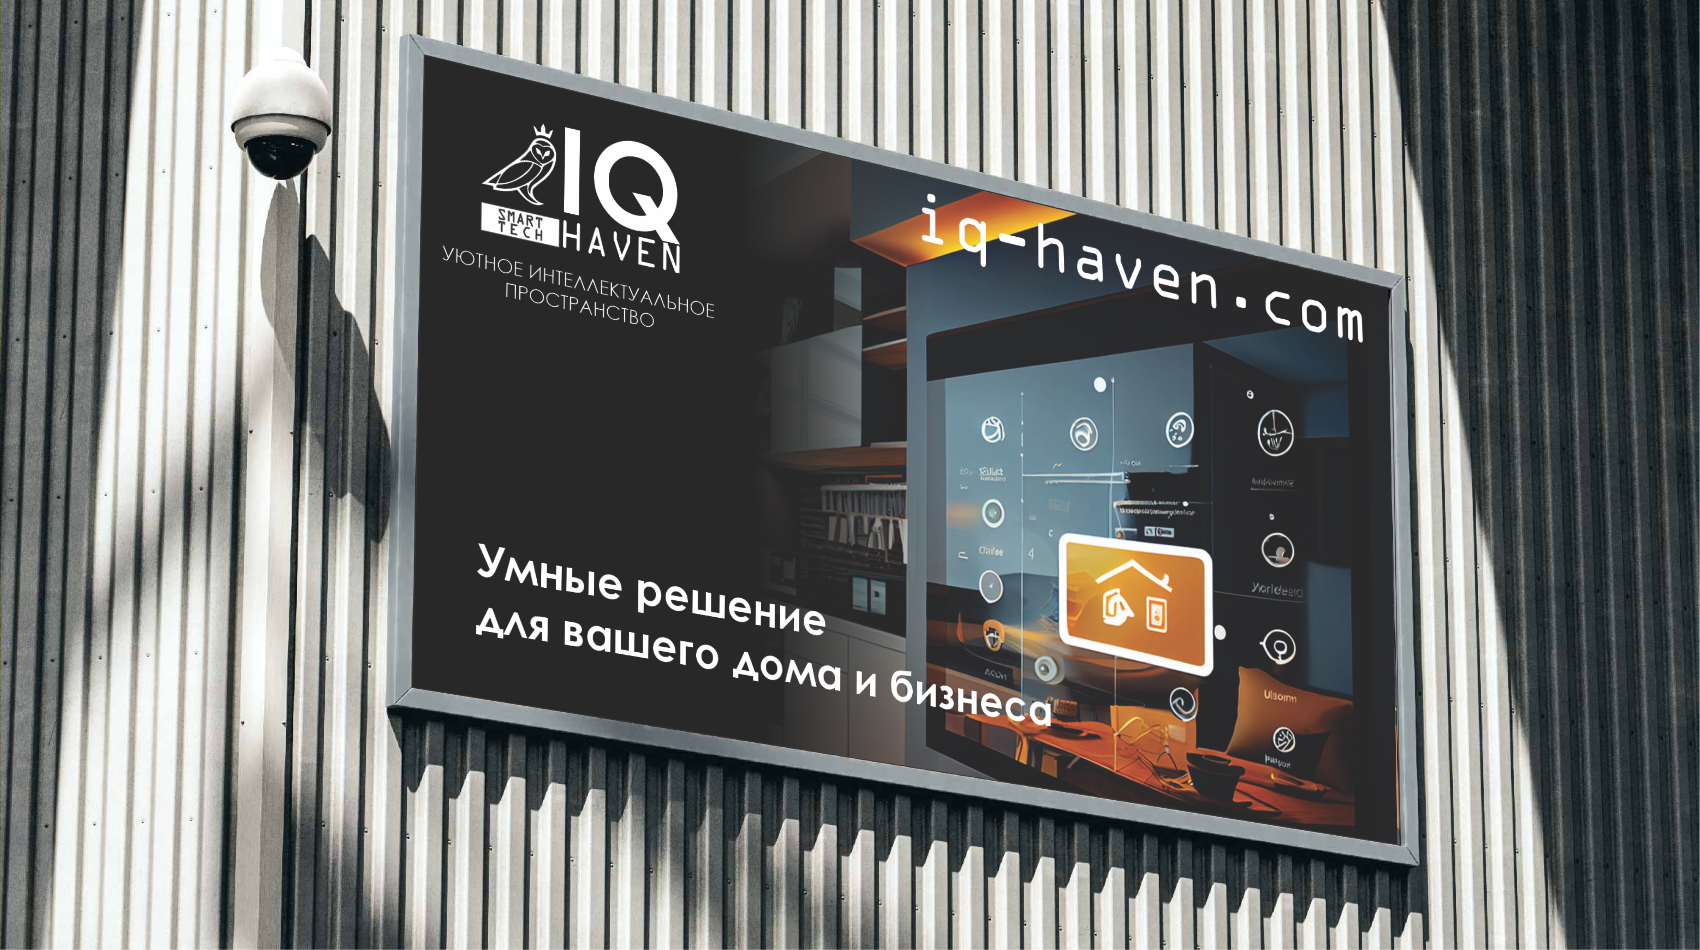 IQ
SMART
TECH
HAVEN
УЮТНОЕ ИНТЕЛЛЕКТУАЛЬНОЕ
ПРОСТРАНСТВО
iq-haven.com
Умные решение
для вашего дома и бизнеса